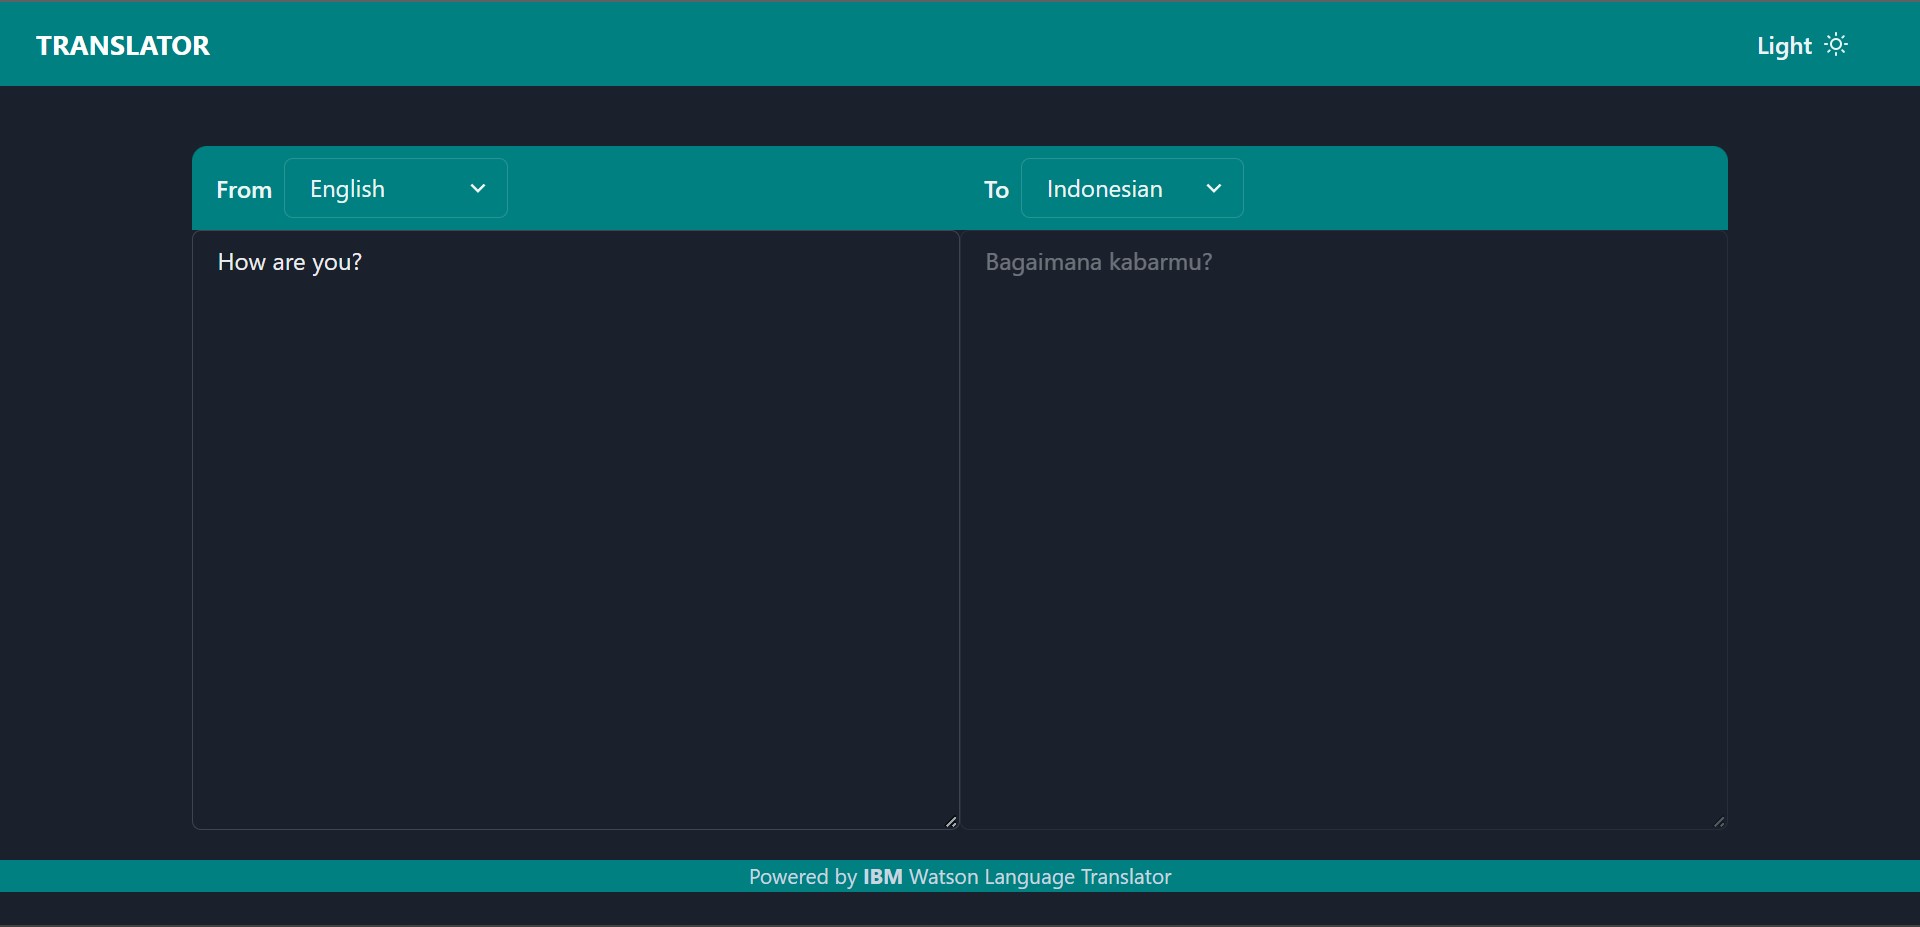 TRANSLATOR
Light
From English
To Indonesian
How are you?
Bagaimana kabarmu?
Powered by IBM Watson Language Translator